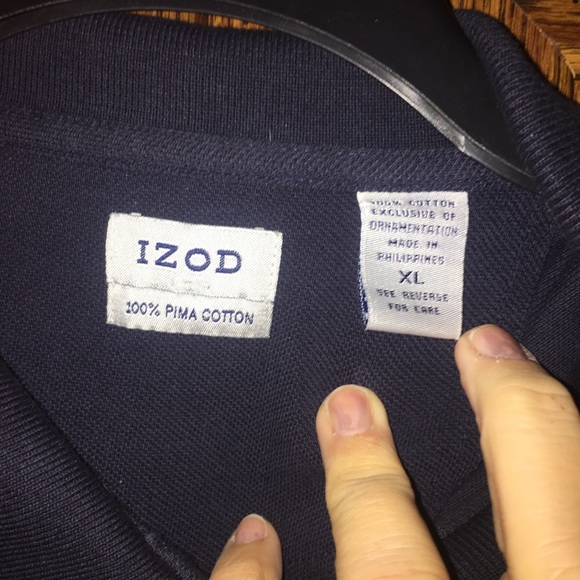 IZOD
100% PIMA COTTON
100% COTTON
EXCLUSIVE OF
ORNAMENTATION
MADE IN
PHILIPPINES
XL
SEE REVERSE
FOR CARE